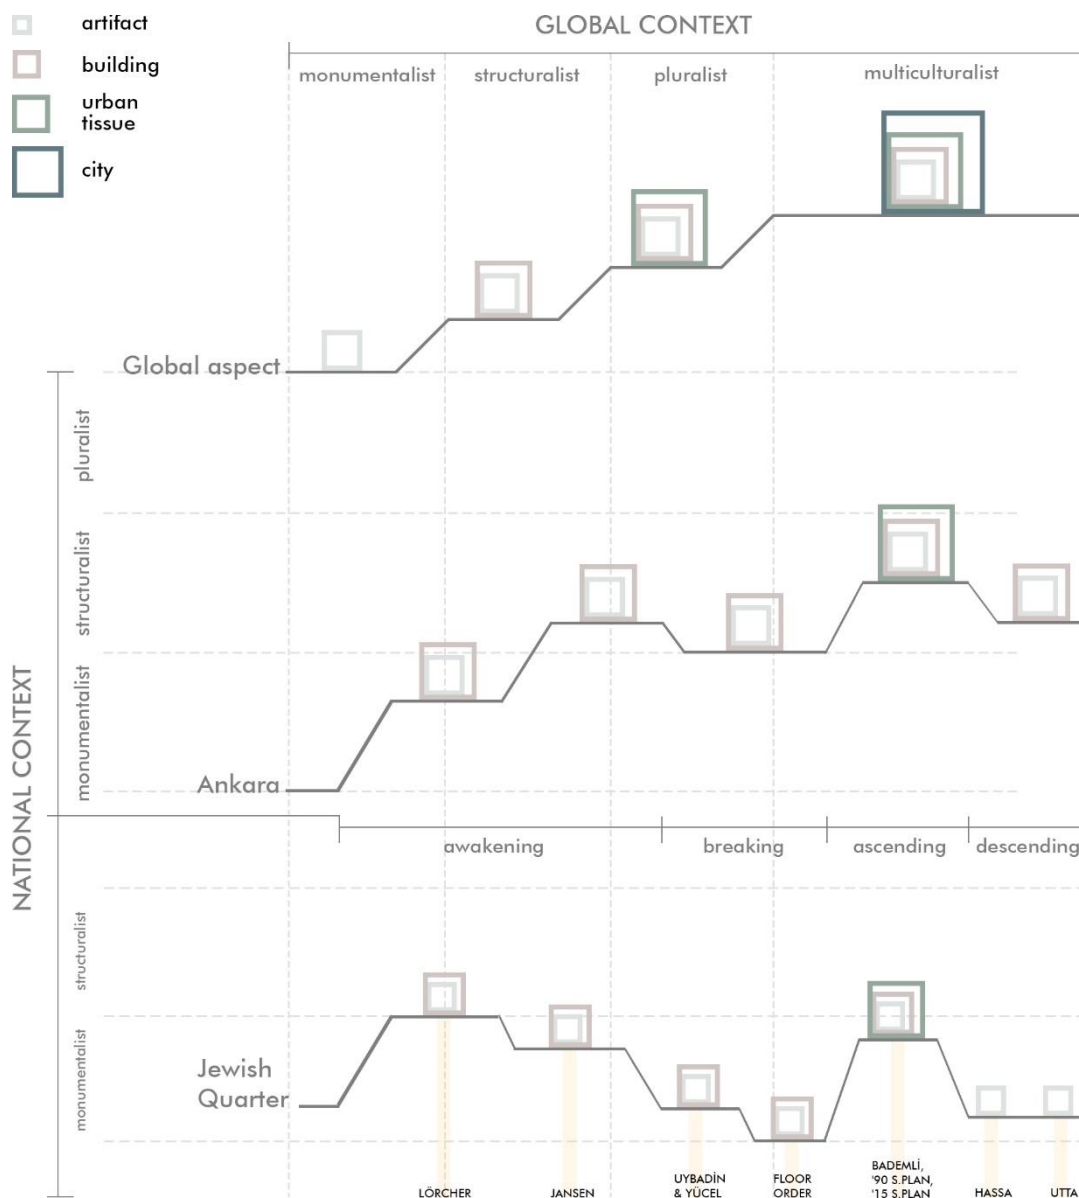 artifact
building
urban
tissue
city
GLOBAL CONTEXT
monumentalist
structuralist
pluralist
multiculturalist
Global aspect
NATIONAL CONTEXT
pluralist
structuralist
monumentalist
Ankara
awakening
breaking
ascending
descending
structuralist
monumentalist
Jewish
Quarter
LÖRCHER
JANSEN
UYBADİN
& YÜCEL
FLOOR
ORDER
BADEMLİ,
'90 S.PLAN,
'15 S.PLAN
HASSA
UTTA